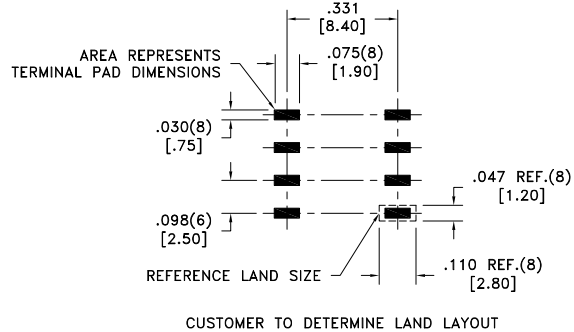 .331
[8.40]
AREA REPRESENTS
TERMINAL PAD DIMENSIONS
.075(8)
[1.90]
.030(8)
[.75]
.047 REF.(8)
[1.20]
.098(6)
[2.50]
REFERENCE LAND SIZE
.110 REF.(8)
[2.80]
CUSTOMER TO DETERMINE LAND LAYOUT